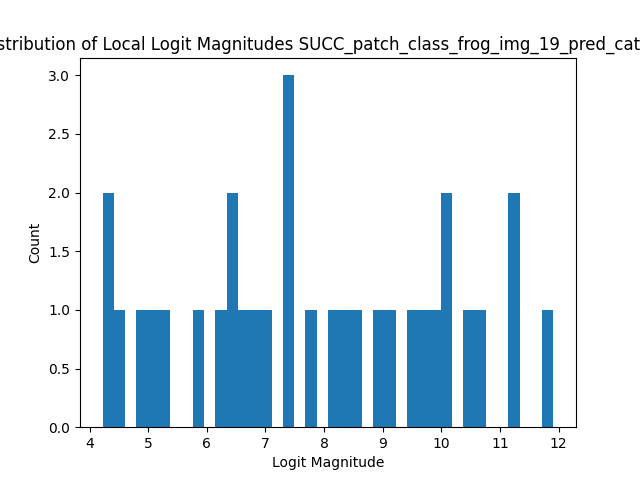 stribution of Local Logit Magnitudes SUCC_patch_class_frog_img_19_pred_cat
3.0
2.5
2.0
1.5
1.0
0.5
0.0
Count
4 5 6 7 8 9 10 11 12
Logit Magnitude